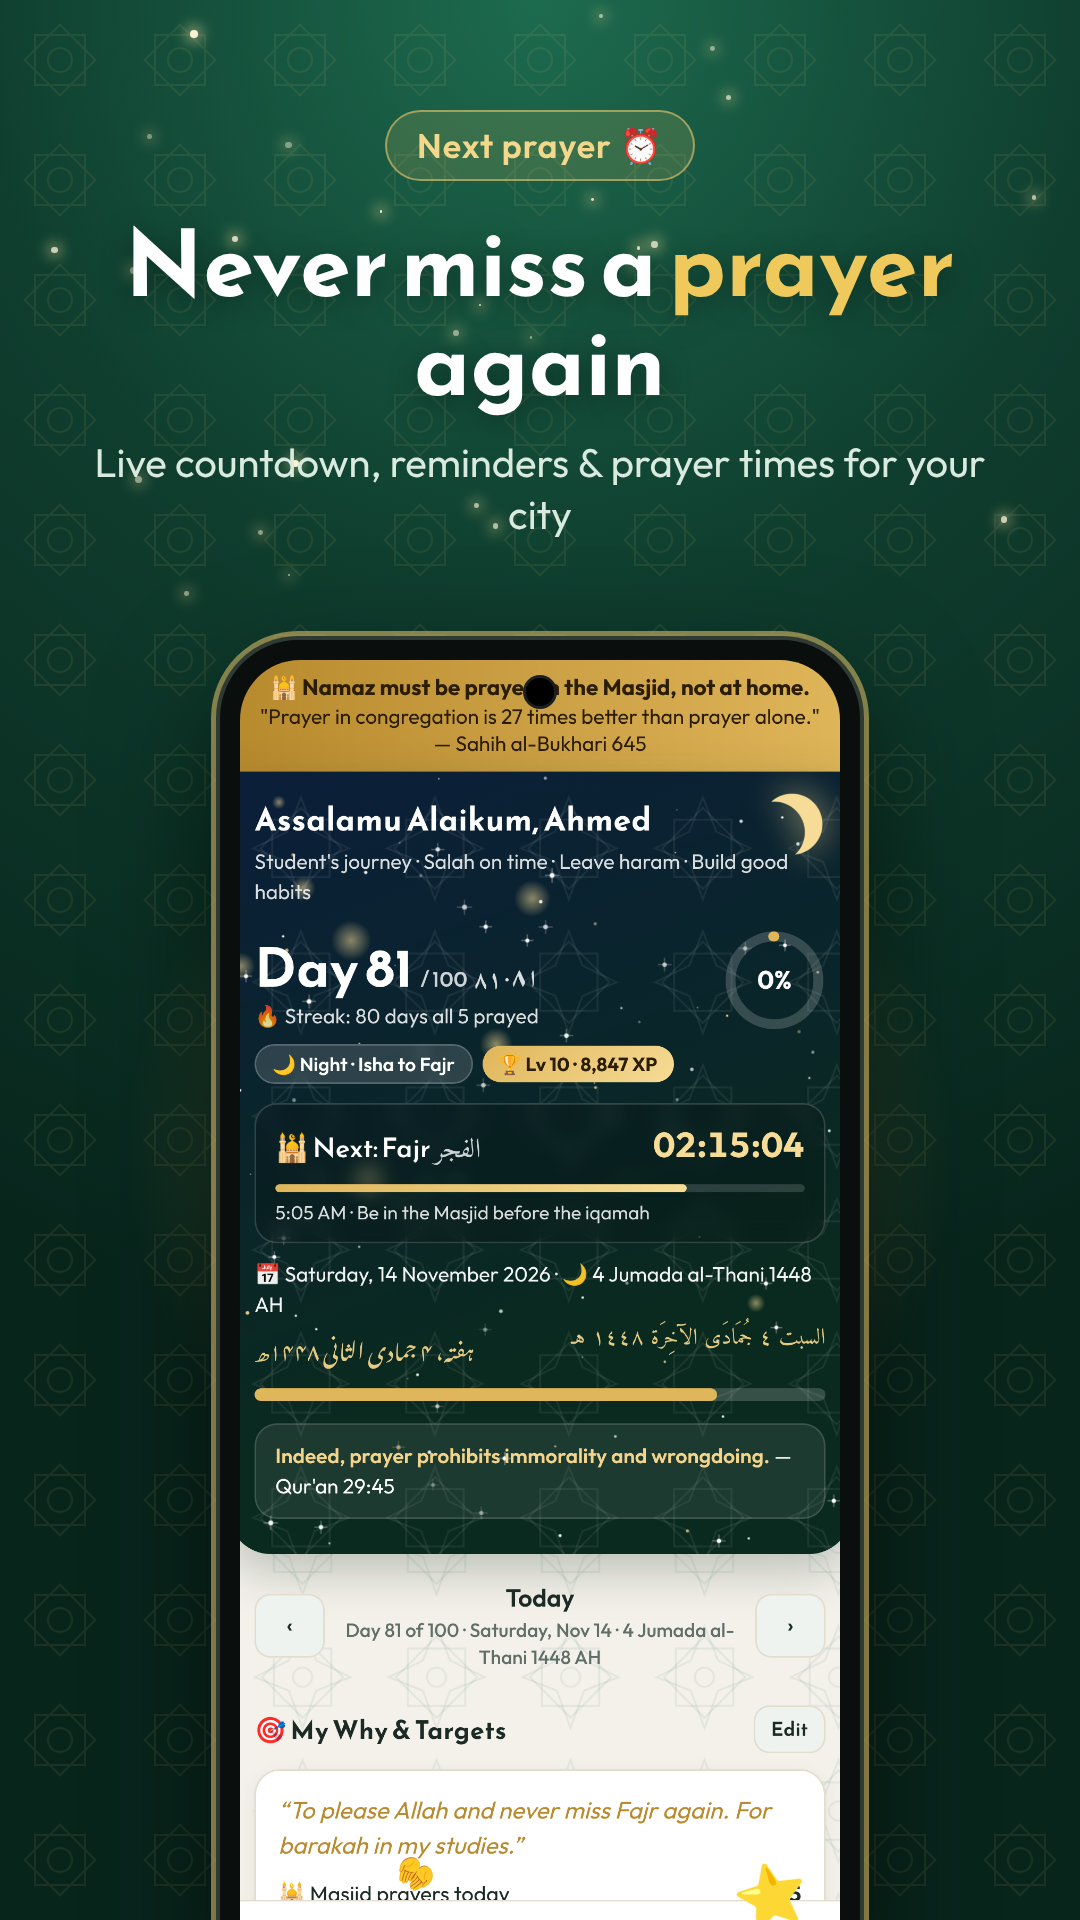 Next prayer
Never miss a prayer
again
Live countdown, reminders & prayer times for your
city
Namaz must be praye the Masjid, not at home.
"Prayer in congregation is 27 times better than prayer alone."
— Sahih al-Bukhari 645
Assalamu Alaikum, Ahmed
Student's journey · Salah on time · Leave haram · Build good
habits
Day 81 / 100 ٨١ · ۸۱
0%
🔥 Streak: 80 days all 5 prayed
🌙 Night · Isha to Fajr
🏆 Lv 10 · 8,847 XP
🕌 Next: Fajr الفجر
02:15:04
5:05 AM · Be in the Masjid before the iqamah
📅 Saturday, 14 November 2026 · 🌙 4 Jumada al-Thani 1448
AH
السبت ٤ جُمَادَى الآخِرَة ١٤٤٨ هـ
ہفتہ، ۴ جمادی الثانی ۱۴۴۸ھ
Indeed, prayer prohibits immorality and wrongdoing. —
Qur'an 29:45
‹
Today
›
Day 81 of 100 · Saturday, Nov 14 · 4 Jumada al-
Thani 1448 AH
🎯 My Why & Targets
Edit
“To please Allah and never miss Fajr again. For
barakah in my studies.”
🕌 Masjid prayers today